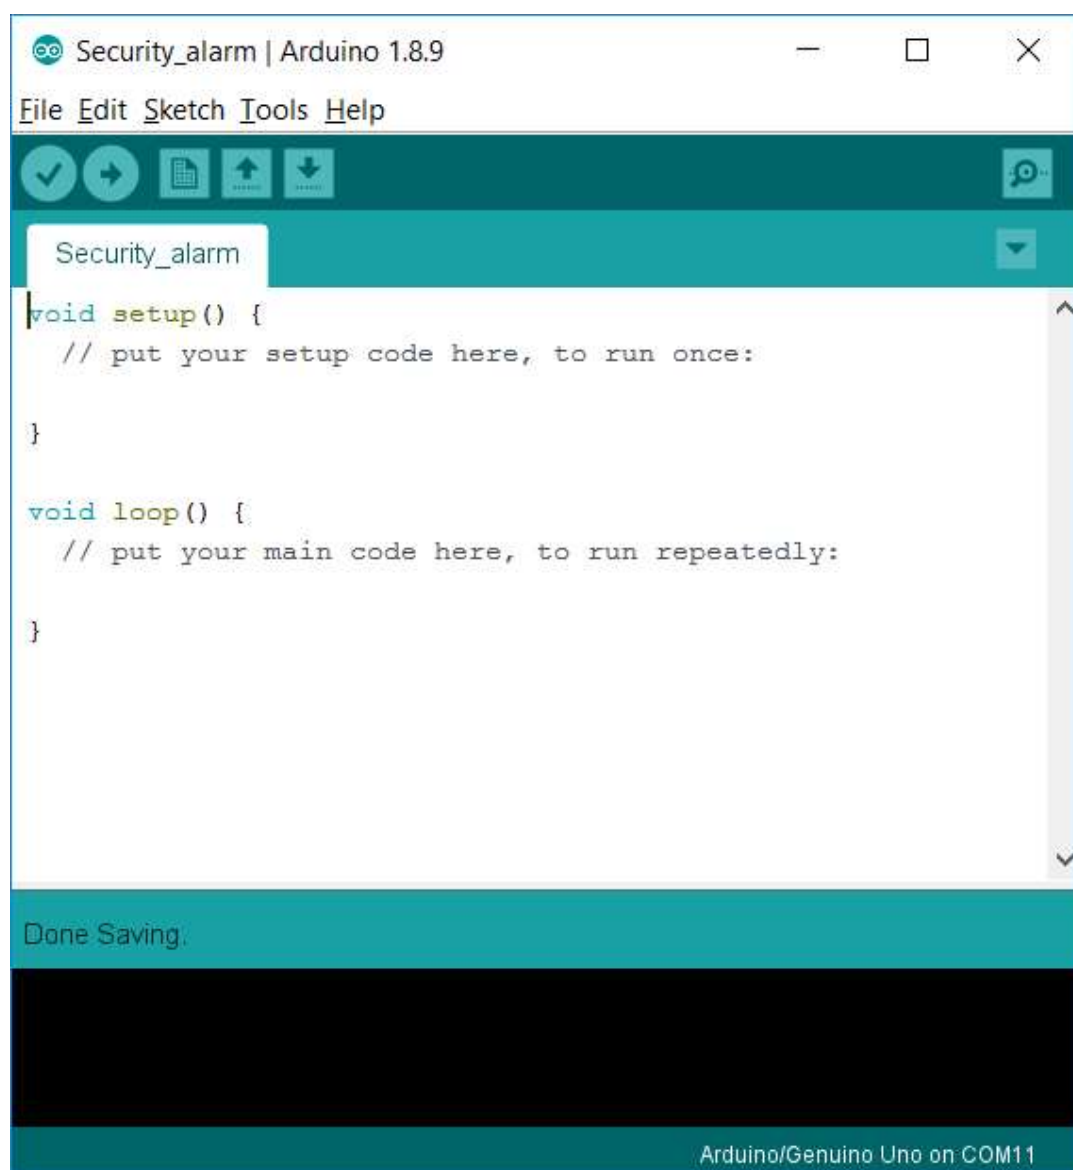 Security_alarm | Arduino 1.8.9
File Edit Sketch Tools Help
Security_alarm
void setup() {
  // put your setup code here, to run once:
}
void loop() {
  // put your main code here, to run repeatedly:
}
Done Saving.
Arduino/Genuino Uno on COM11